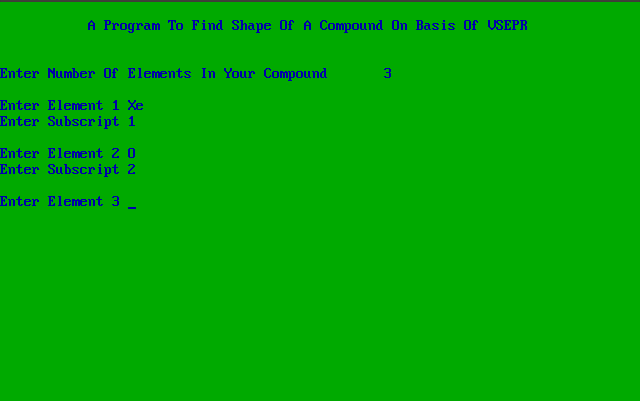 A Program To Find Shape Of A Compound On Basis Of VSEPR
Enter Number Of Elements In Your Compound 3
Enter Element 1 Xe
Enter Subscript 1
Enter Element 2 O
Enter Subscript 2
Enter Element 3 _